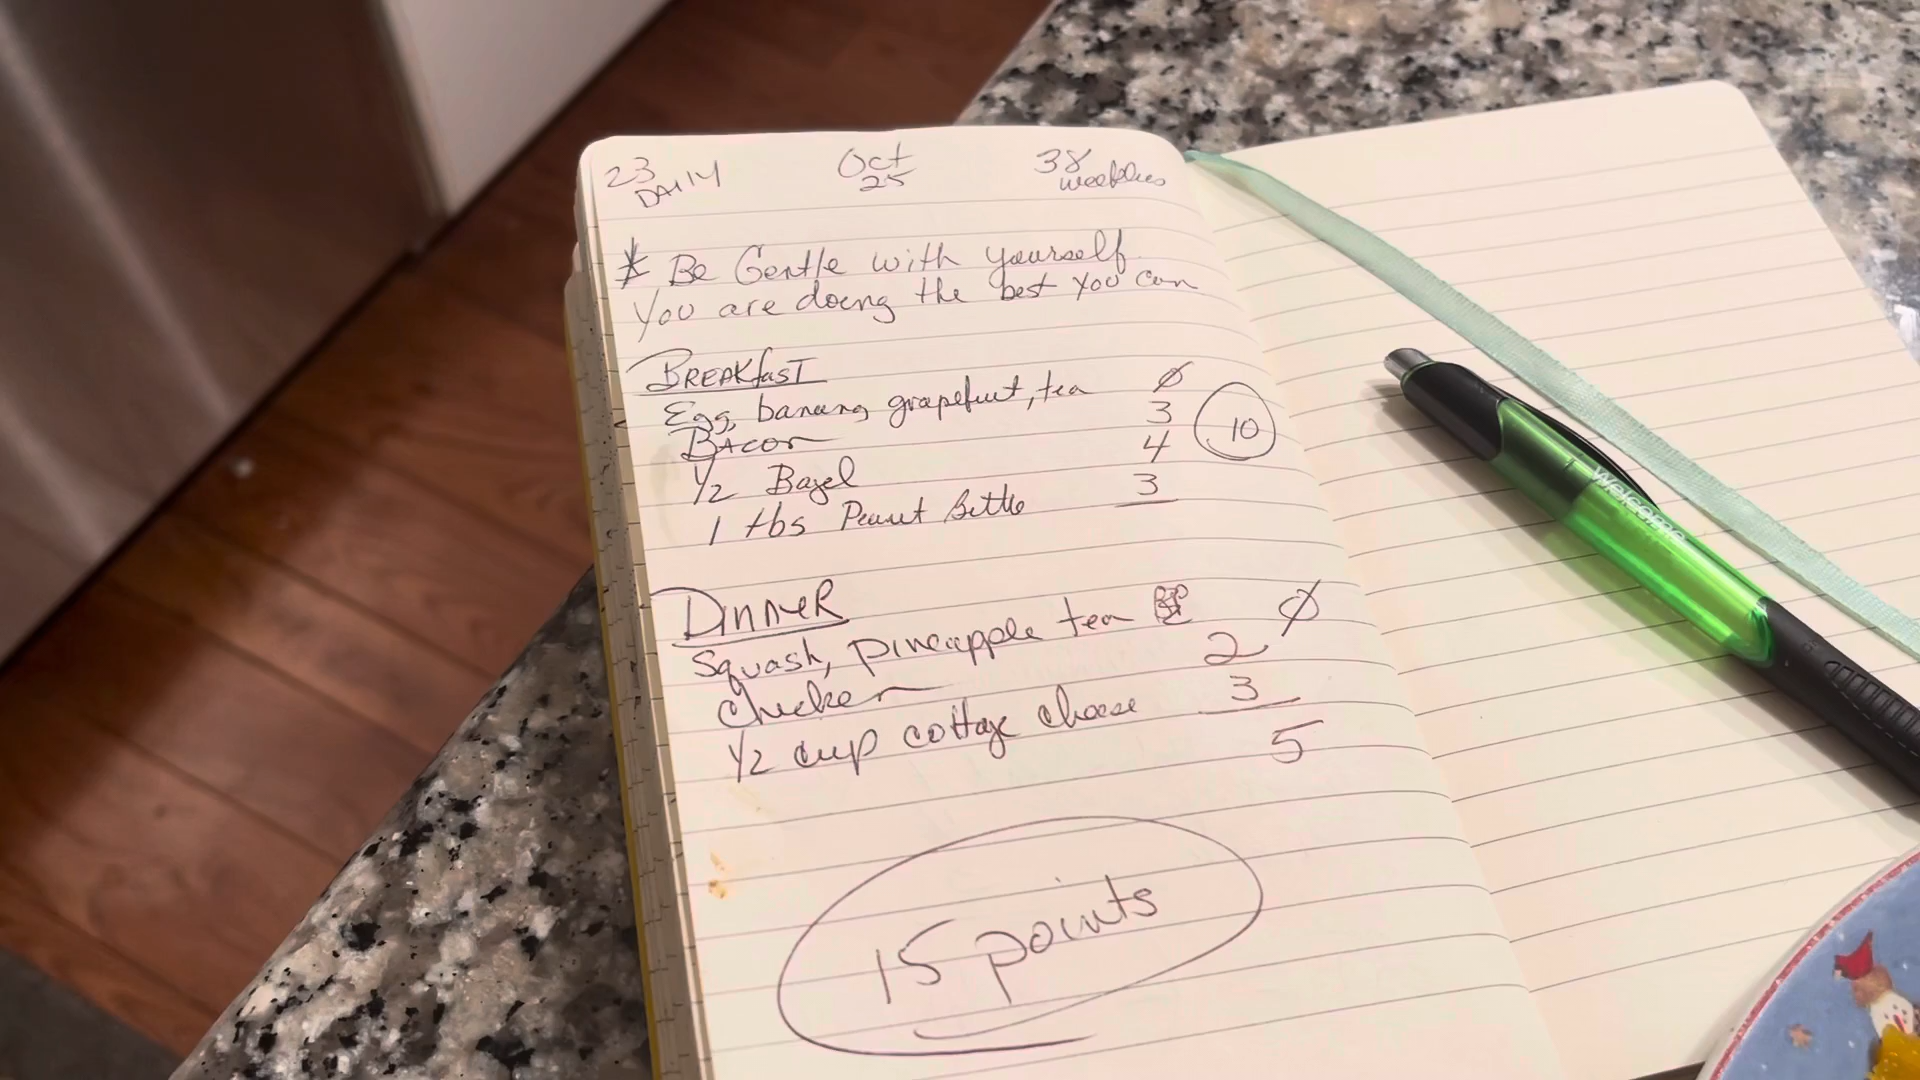 23 Oct 38
DAILY 25 weeklies
* Be Gentle with yourself.
You are doing the best you can
BREAKfasT
Egg, banana, grapefruit, tea ∅
Bacon 3
1/2 Bagel 4
1 tbs Peanut Butter 3
10
DinneR
Squash, Pineapple tea ∅
Chicken 2
1/2 cup cottage cheese 3
5
15 points
Welcome